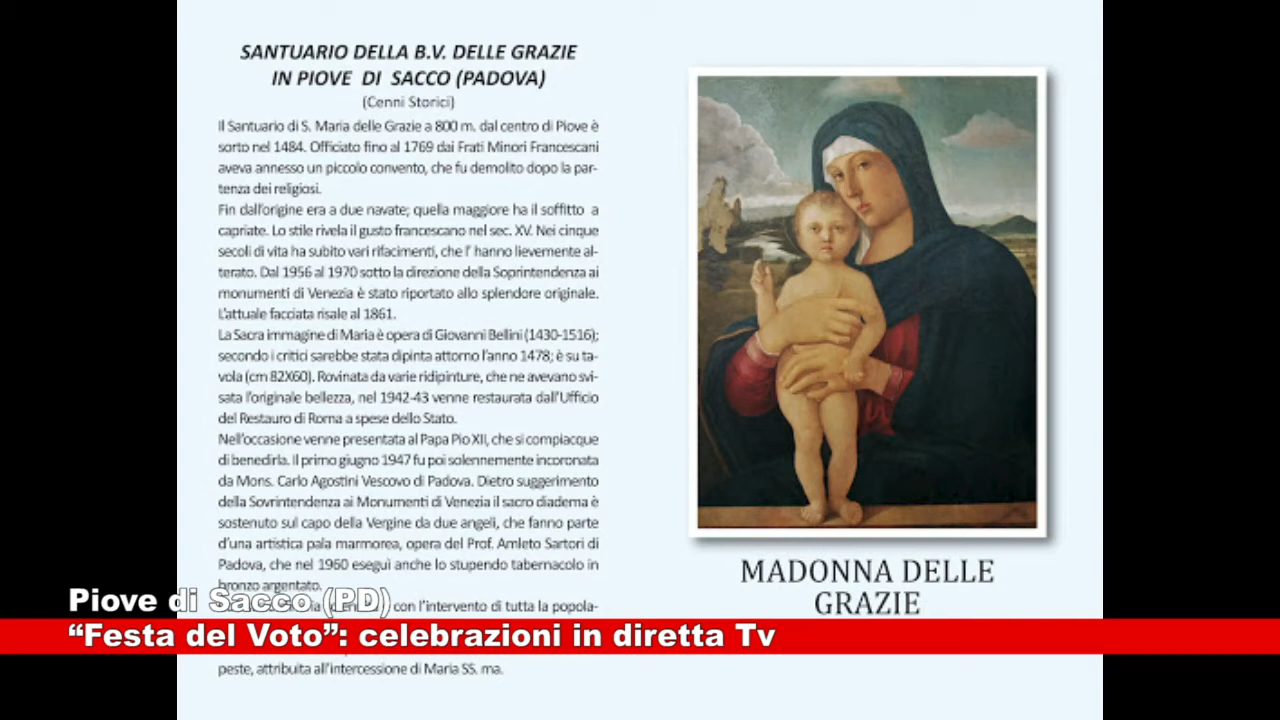 SANTUARIO DELLA B.V. DELLE GRAZIE
IN PIOVE DI SACCO (PADOVA)
(Cenni Storici)
Il Santuario di S. Maria delle Grazie a 800 m. dal centro di Piove è
sorto nel 1484. Officiato fino al 1769 dai Frati Minori Francescani
aveva annesso un piccolo convento, che fu demolito dopo la par-
tenza dei religiosi.
Fin dall'origine era a due navate; quella maggiore ha il soffitto a
capriate. Lo stile rivela il gusto francescano nel sec. XV. Nei cinque
secoli di vita ha subito vari rifacimenti, che l' hanno lievemente al-
terato. Dal 1956 al 1970 sotto la direzione della Soprintendenza ai
monumenti di Venezia è stato riportato allo splendore originale.
L'attuale facciata risale al 1861.
La Sacra immagine di Maria è opera di Giovanni Bellini (1430-1516);
secondo i critici sarebbe stata dipinta attorno l'anno 1478; è su ta-
vola (cm 82X60). Rovinata da varie ridipinture, che ne avevano svi-
sata l'originale bellezza, nel 1942-43 venne restaurata dall'Ufficio
del Restauro di Roma a spese dello Stato.
Nell'occasione venne presentata al Papa Pio XII, che si compiacque
di benedirla. Il primo giugno 1947 fu poi solennemente incoronata
da Mons. Carlo Agostini Vescovo di Padova. Dietro suggerimento
della Sovrintendenza ai Monumenti di Venezia il sacro diadema è
sostenuto sul capo della Vergine da due angeli, che fanno parte
d'una artistica pala marmorea, opera del Prof. Amleto Sartori di
Padova, che nel 1960 eseguì anche lo stupendo tabernacolo in
bronzo argentato.
con l'intervento di tutta la popola-
peste, attribuita all'intercessione di Maria SS. ma.
MADONNA DELLE
GRAZIE
Piove di Sacco (PD)
“Festa del Voto”: celebrazioni in diretta Tv